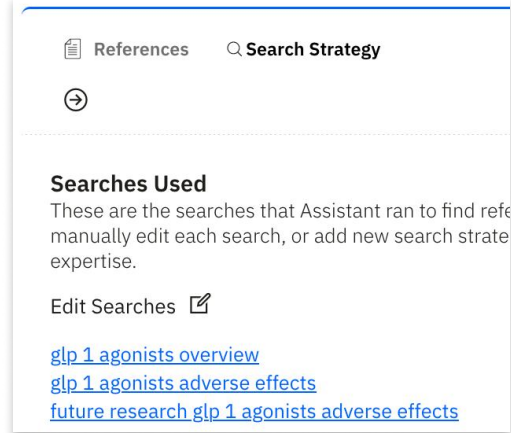 References Search Strategy
Searches Used
These are the searches that Assistant ran to find
manually edit each search, or add new search
expertise.
Edit Searches
glp 1 agonists overview
glp 1 agonists adverse effects
future research glp 1 agonists adverse effects